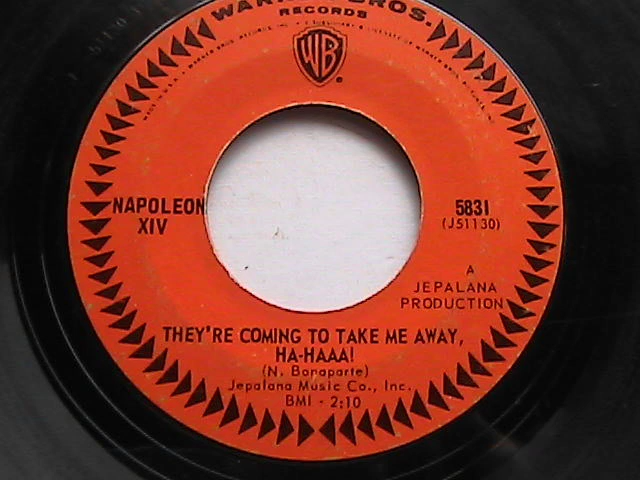 WARNER BROS.
RECORDS
WB
®
NAPOLEON
XIV
5831
(J51130)
A
JEPALANA
PRODUCTION
THEY'RE COMING TO TAKE ME AWAY,
HA-HAAA!
(N. Bonaparte)
Jepalana Music Co., Inc.
BMI - 2:10